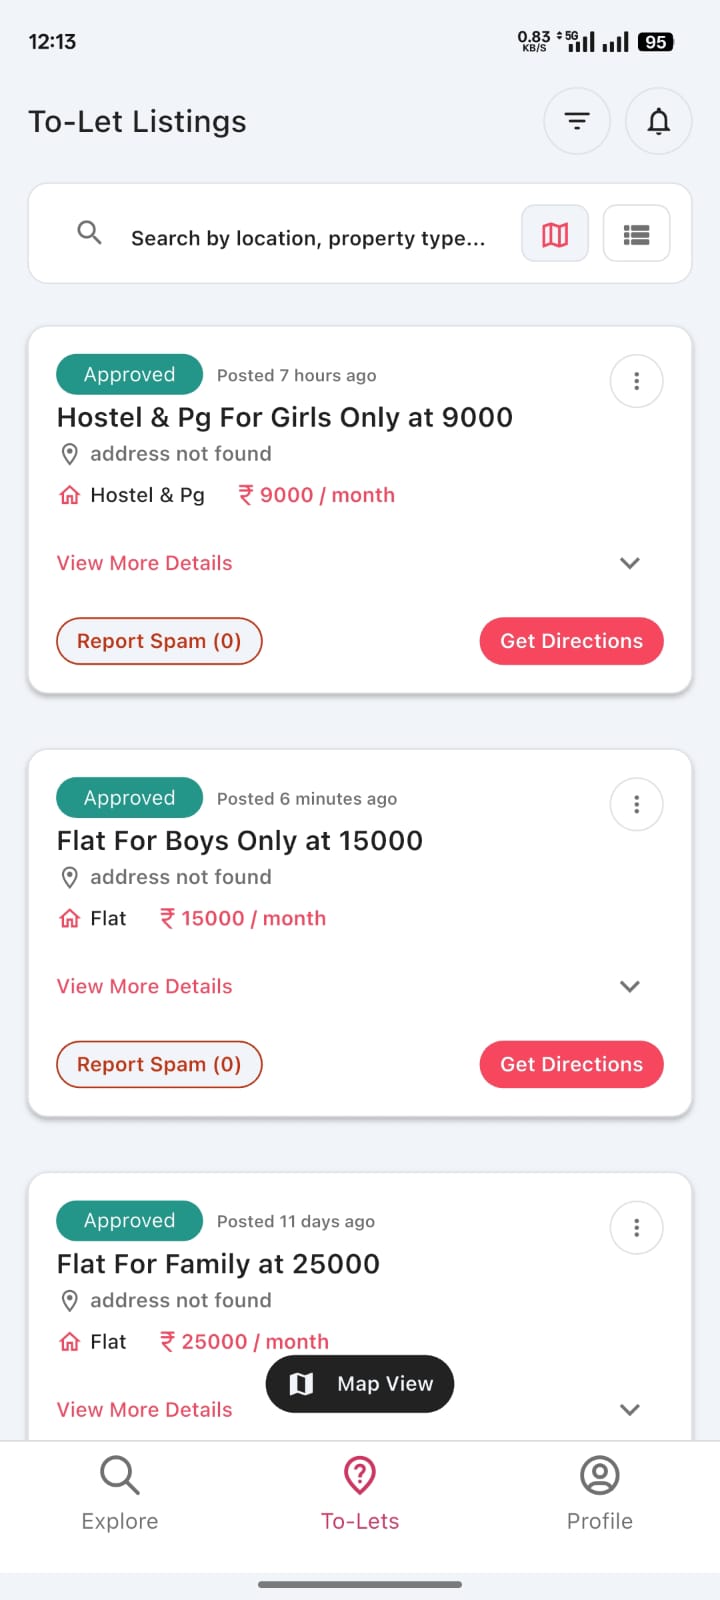 12:13
0.83 KB/S 5G 95
To-Let Listings
Search by location, property type...
Approved Posted 7 hours ago
Hostel & Pg For Girls Only at 9000
address not found
Hostel & Pg ₹ 9000 / month
View More Details
Report Spam (0) Get Directions
Approved Posted 6 minutes ago
Flat For Boys Only at 15000
address not found
Flat ₹ 15000 / month
View More Details
Report Spam (0) Get Directions
Approved Posted 11 days ago
Flat For Family at 25000
address not found
Flat ₹ 25000 / month
Map View
View More Details
Explore To-Lets Profile